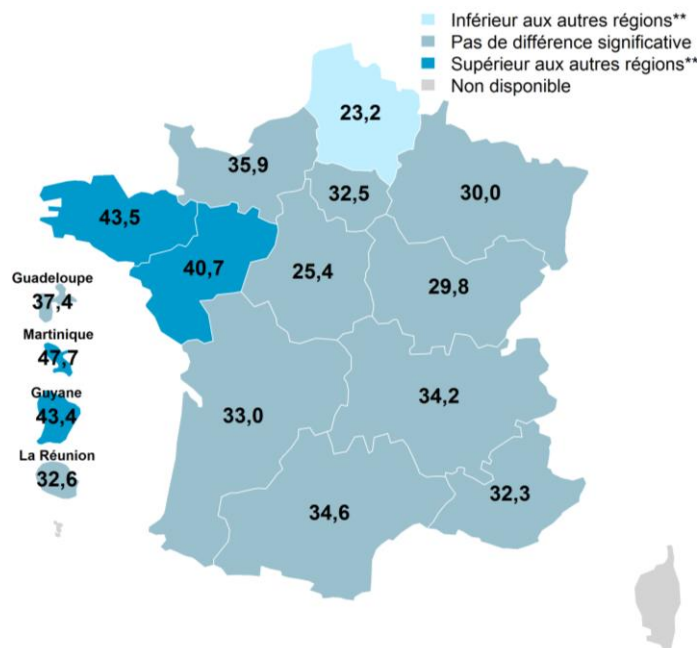 Inférieur aux autres régions**
Pas de différence significative
Supérieur aux autres régions**
Non disponible
23,2
35,9
32,5
30,0
43,5
40,7
25,4
29,8
Guadeloupe
37,4
Martinique
47,7
Guyane
43,4
La Réunion
32,6
33,0
34,2
34,6
32,3